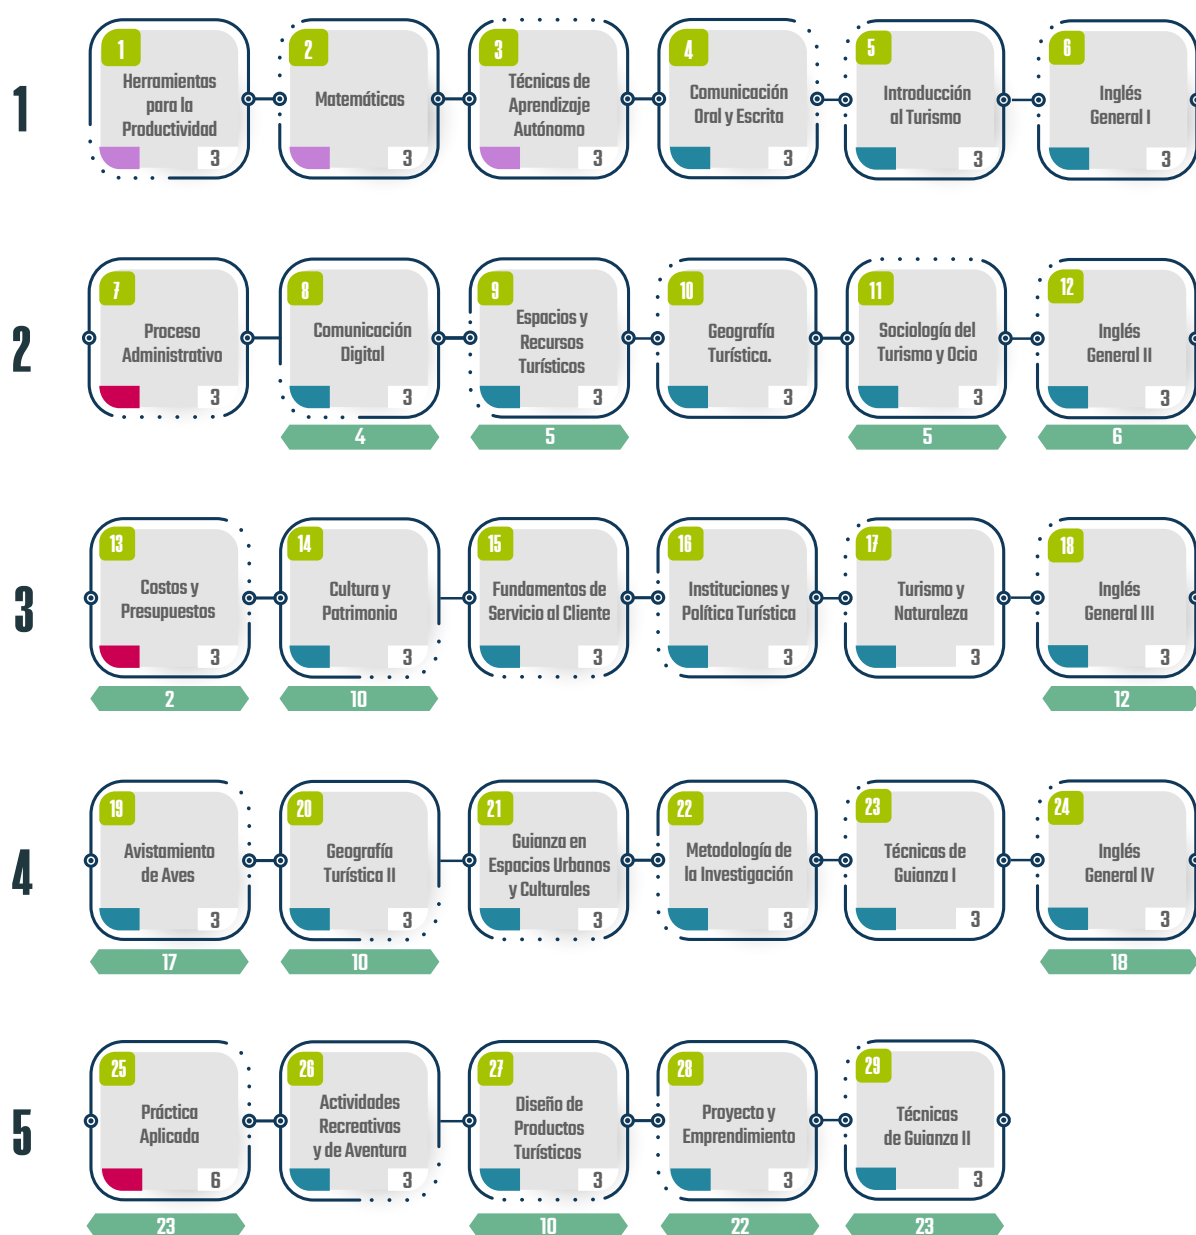 1
1
Herramientas
para la
Productividad
3
2
Matemáticas
3
3
Técnicas de
Aprendizaje
Autónomo
3
4
Comunicación
Oral y Escrita
3
5
Introducción
al Turismo
3
6
Inglés
General I
3
2
7
Proceso
Administrativo
3
8
Comunicación
Digital
3
4
9
Espacios y
Recursos
Turísticos
3
5
10
Geografía
Turística.
3
11
Sociología del
Turismo y Ocio
3
5
12
Inglés
General II
3
6
3
13
Costos y
Presupuestos
3
2
14
Cultura y
Patrimonio
3
10
15
Fundamentos de
Servicio al Cliente
3
16
Instituciones y
Política Turística
3
17
Turismo y
Naturaleza
3
18
Inglés
General III
3
12
4
19
Avistamiento
de Aves
3
17
20
Geografía
Turística II
3
10
21
Guianza en
Espacios Urbanos
y Culturales
3
22
Metodología de
la Investigación
3
23
Técnicas de
Guianza I
3
24
Inglés
General IV
3
18
5
25
Práctica
Aplicada
6
23
26
Actividades
Recreativas
y de Aventura
3
27
Diseño de
Productos
Turísticos
3
10
28
Proyecto y
Emprendimiento
3
22
29
Técnicas
de Guianza II
3
23